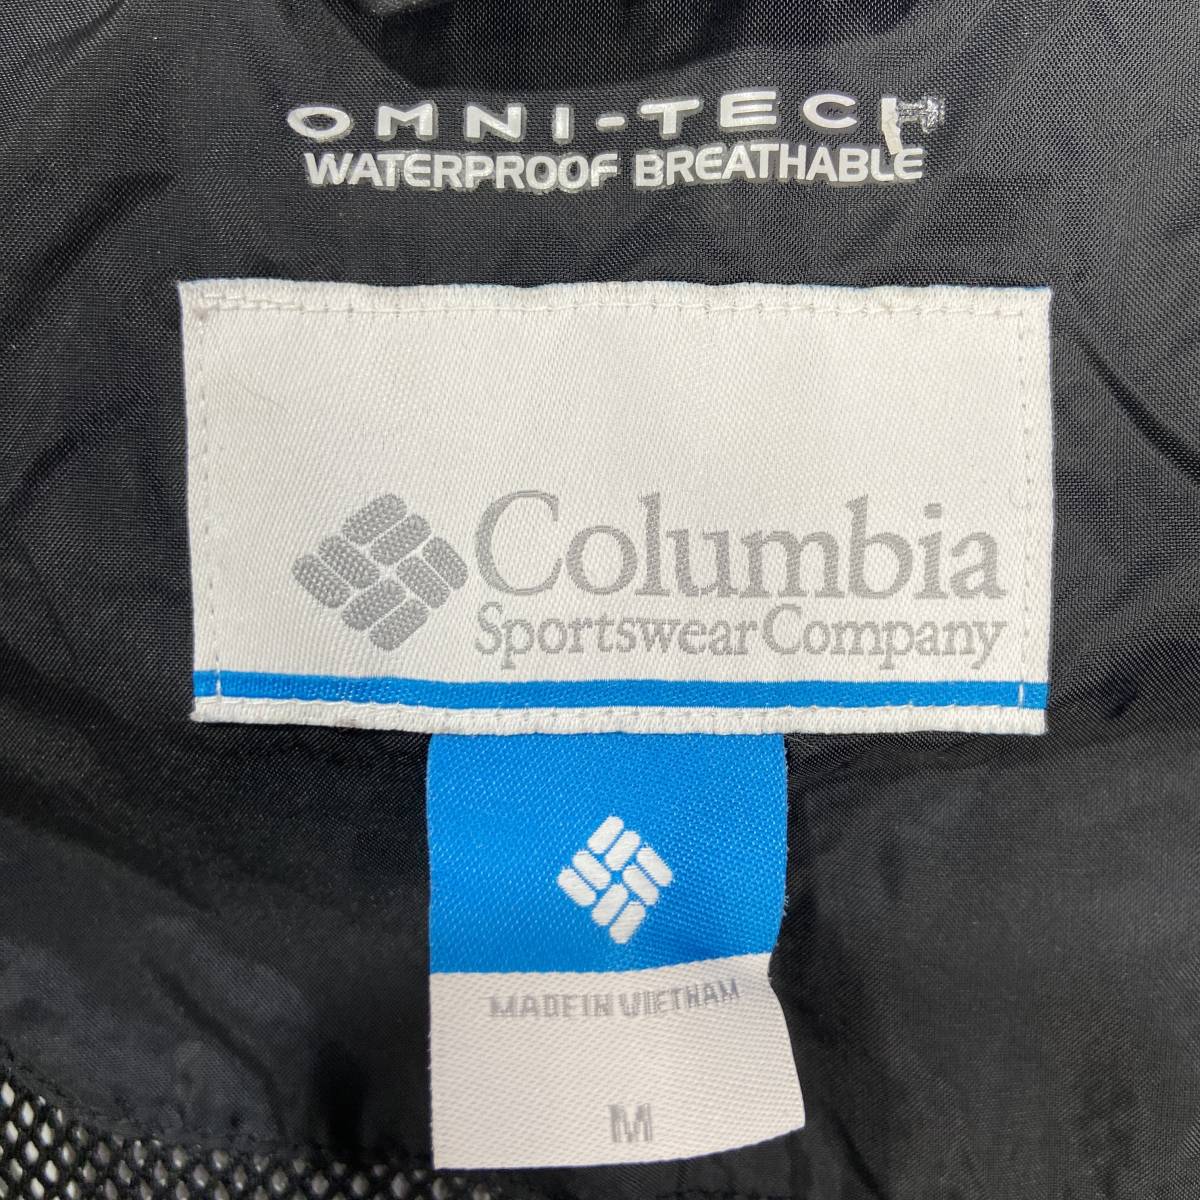 OMNI-TECH
WATERPROOF BREATHABLE
Columbia
Sportswear Company
MADE IN VIETNAM
M